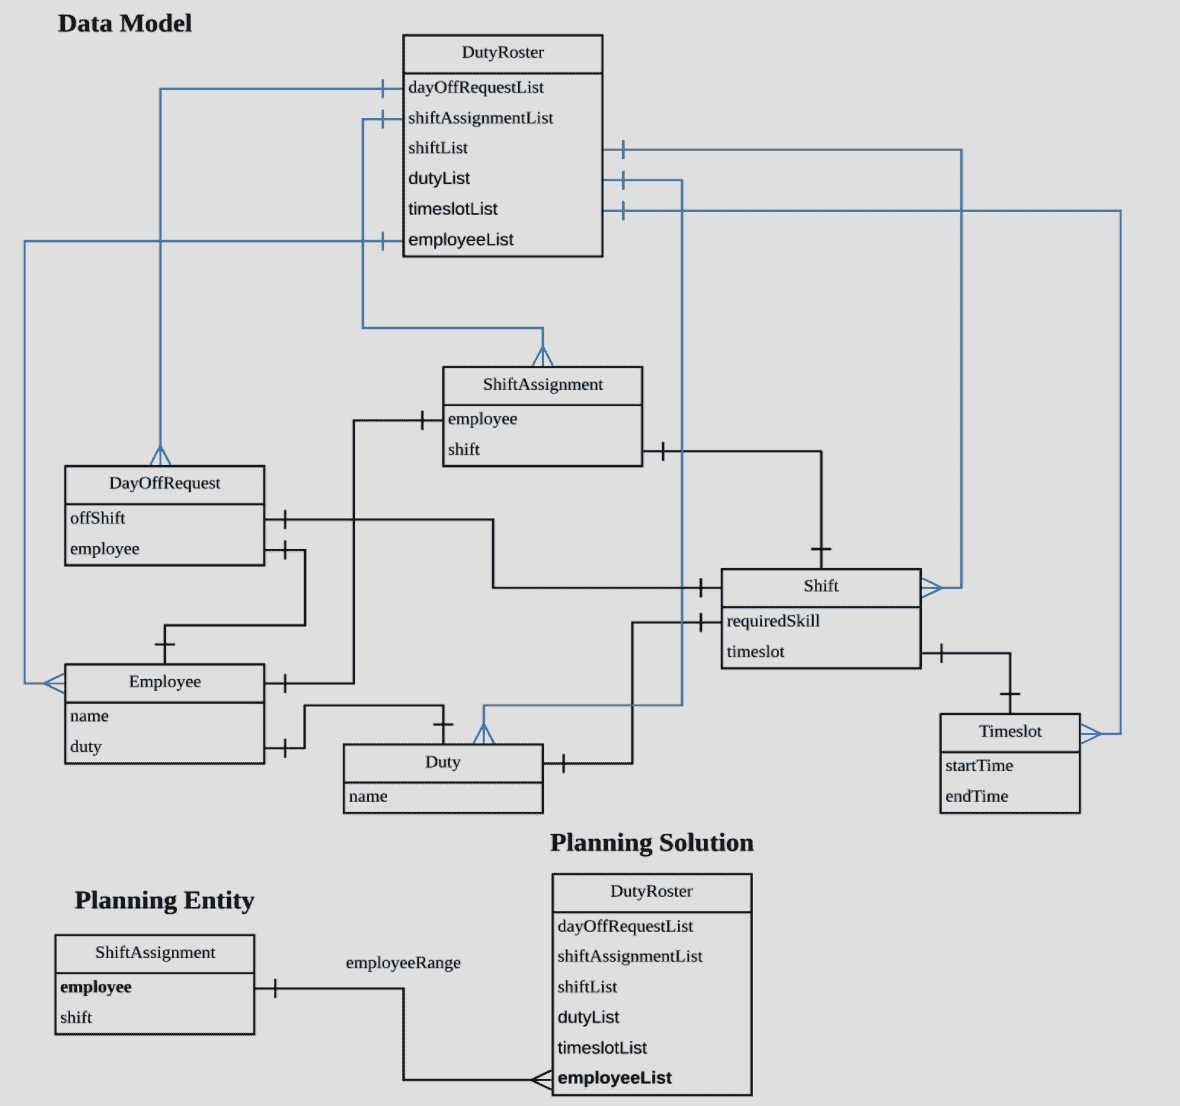 Data Model
DutyRoster
dayOffRequestList
shiftAssignmentList
shiftList
dutyList
timeslotList
employeeList
ShiftAssignment
employee
shift
DayOffRequest
offShift
employee
Shift
requiredSkill
timeslot
Employee
name
duty
Duty
name
Timeslot
startTime
endTime
Planning Entity
ShiftAssignment
employee
shift
employeeRange
Planning Solution
DutyRoster
dayOffRequestList
shiftAssignmentList
shiftList
dutyList
timeslotList
employeeList